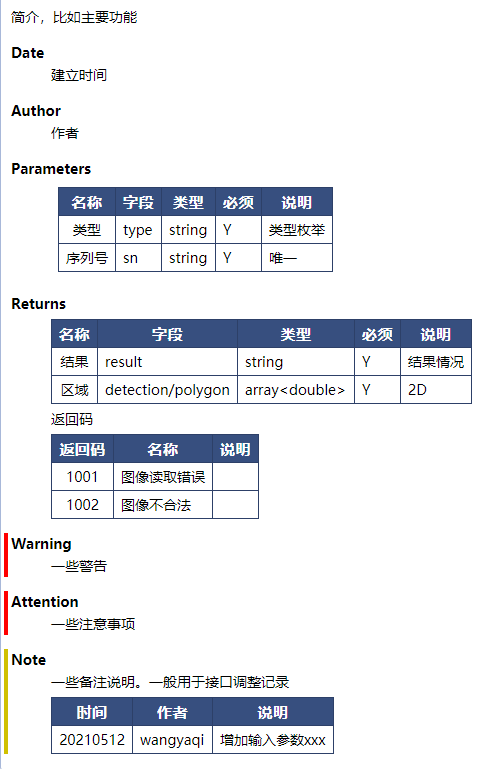 简介，比如主要功能
Date
建立时间
Author
作者
Parameters
名称 字段 类型 必须 说明
类型 type string Y 类型枚举
序列号 sn string Y 唯一
Returns
名称 字段 类型 必须 说明
结果 result string Y 结果情况
区域 detection/polygon array<double> Y 2D
返回码
返回码 名称 说明
1001 图像读取错误
1002 图像不合法
Warning
一些警告
Attention
一些注意事项
Note
一些备注说明。一般用于接口调整记录
时间 作者 说明
20210512 wangyaqi 增加输入参数xxx